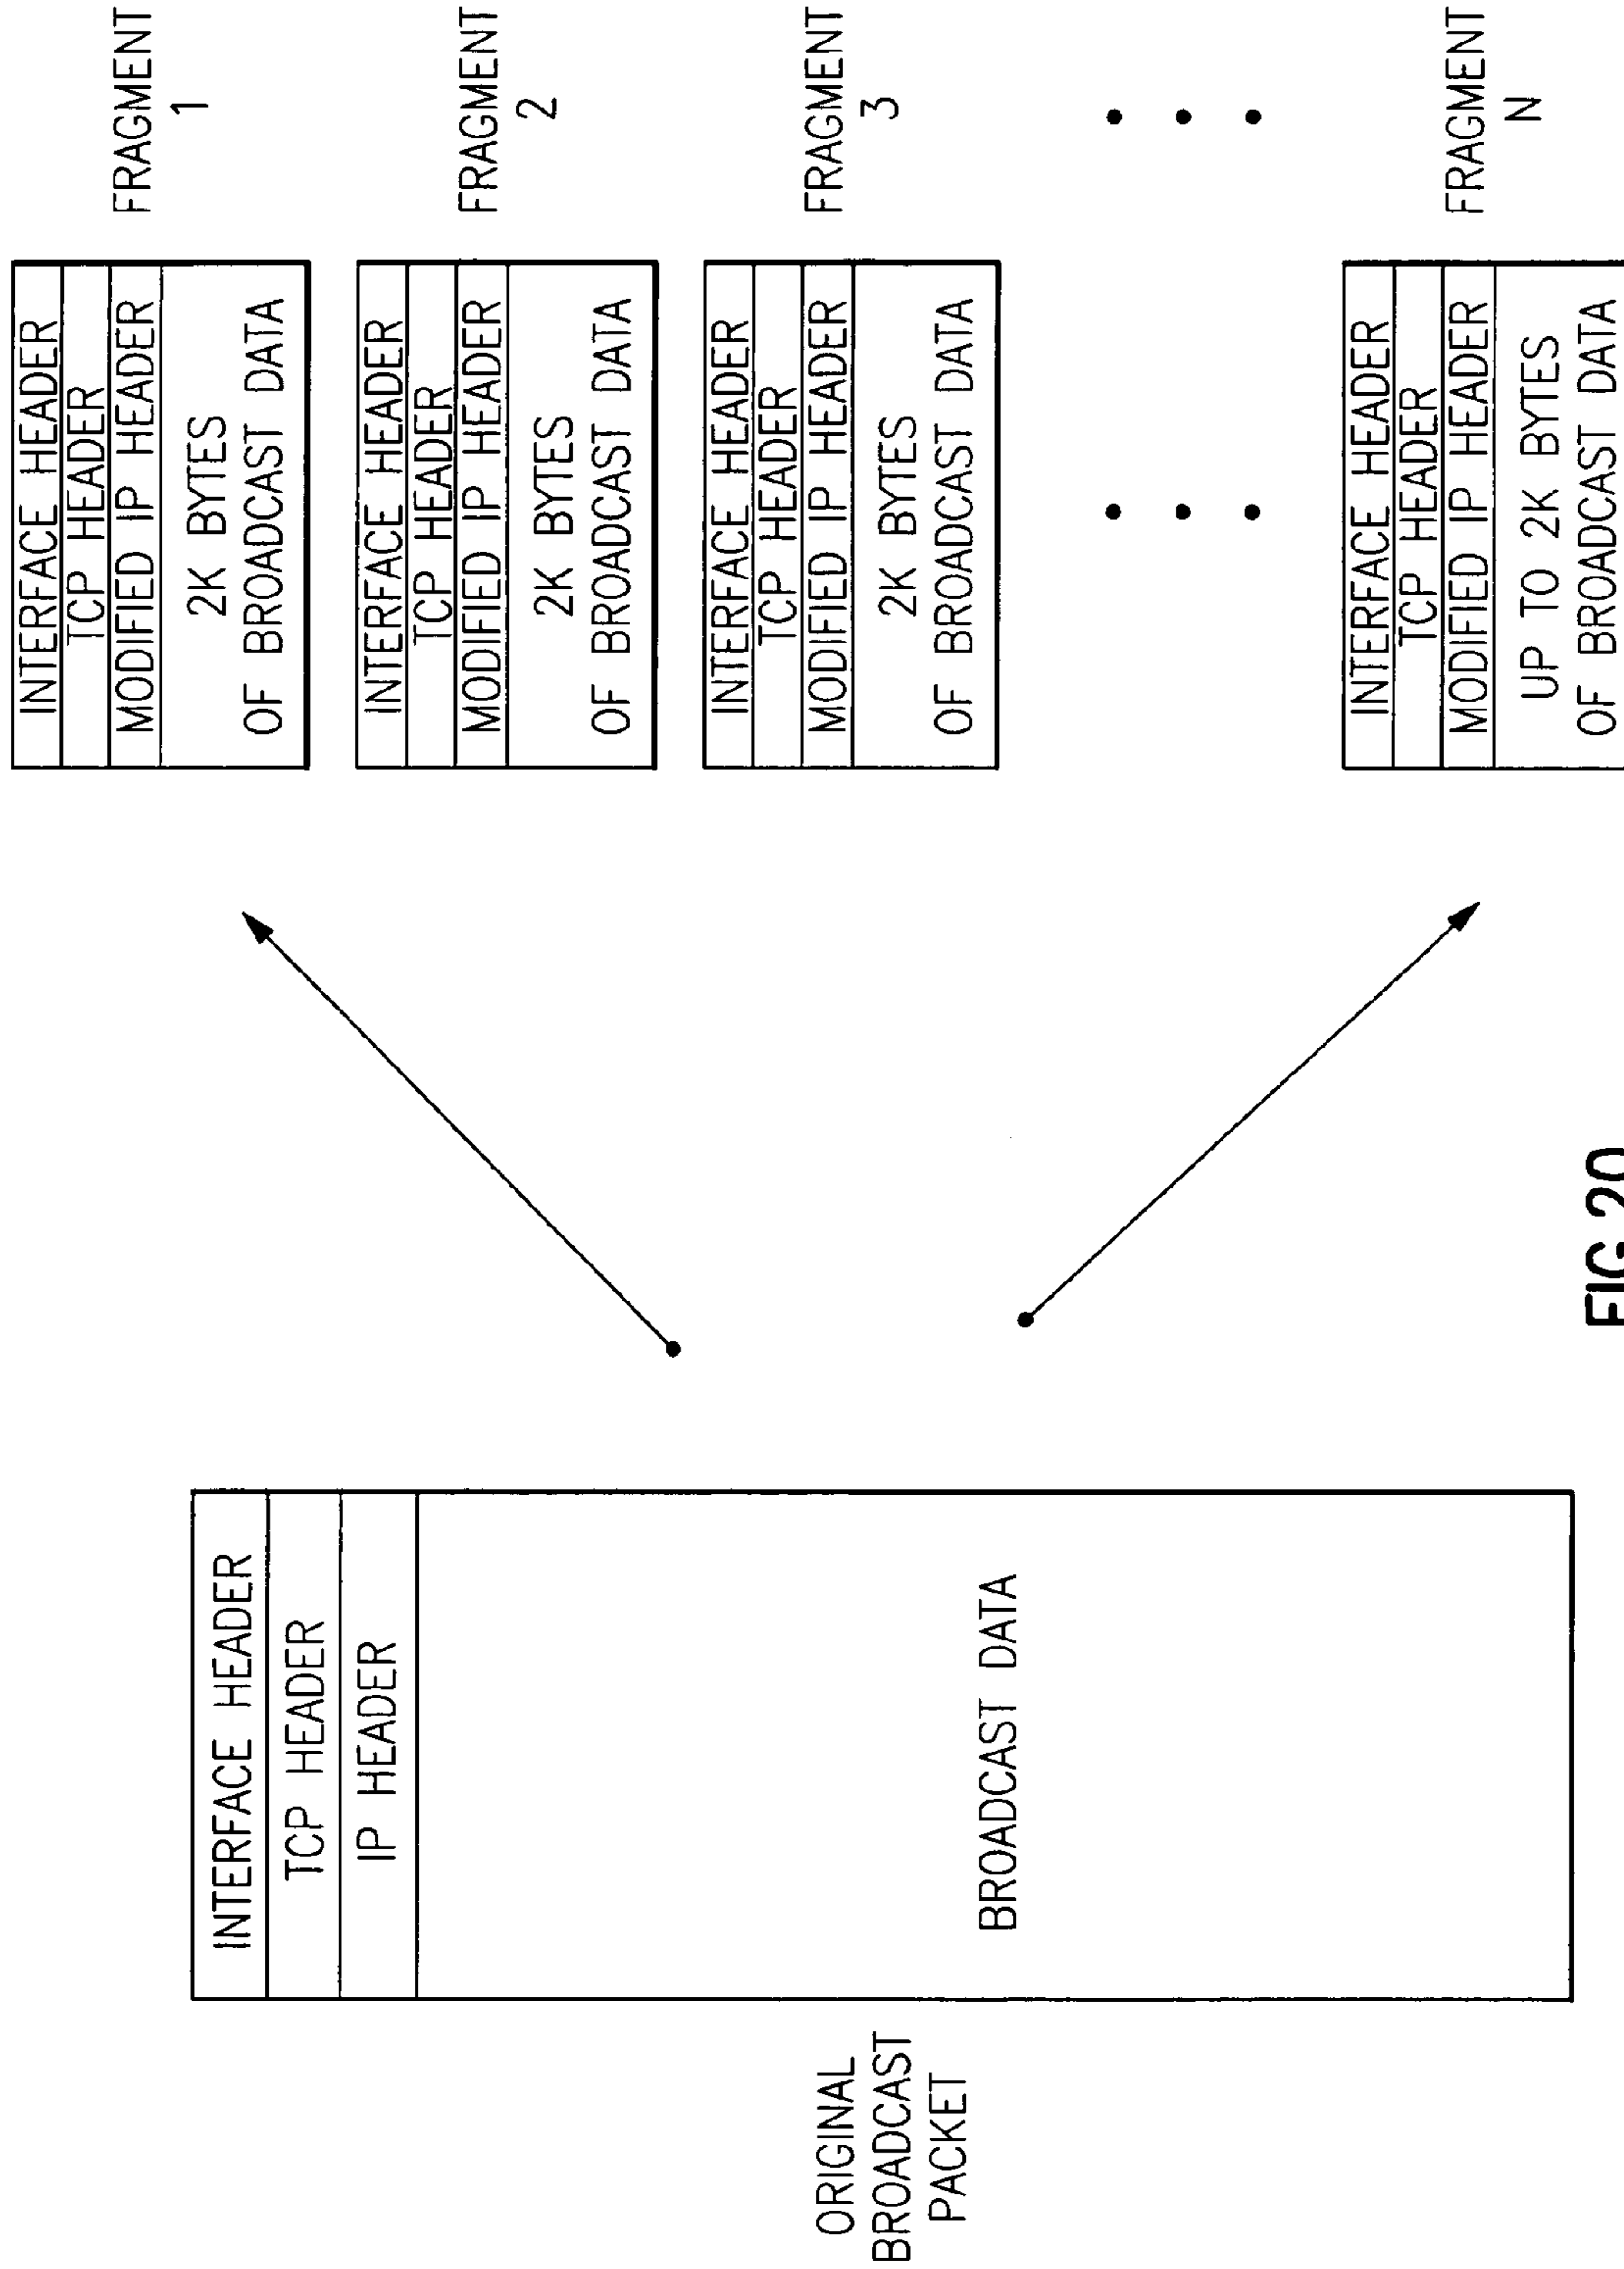 ORIGINAL
BROADCAST
PACKET
INTERFACE HEADER
TCP HEADER
IP HEADER
BROADCAST DATA
INTERFACE HEADER
TCP HEADER
MODIFIED IP HEADER
2K BYTES
OF BROADCAST DATA
FRAGMENT
1
INTERFACE HEADER
TCP HEADER
MODIFIED IP HEADER
2K BYTES
OF BROADCAST DATA
FRAGMENT
2
INTERFACE HEADER
TCP HEADER
MODIFIED IP HEADER
2K BYTES
OF BROADCAST DATA
FRAGMENT
3
INTERFACE HEADER
TCP HEADER
MODIFIED IP HEADER
UP TO 2K BYTES
OF BROADCAST DATA
FRAGMENT
N
FIG.20